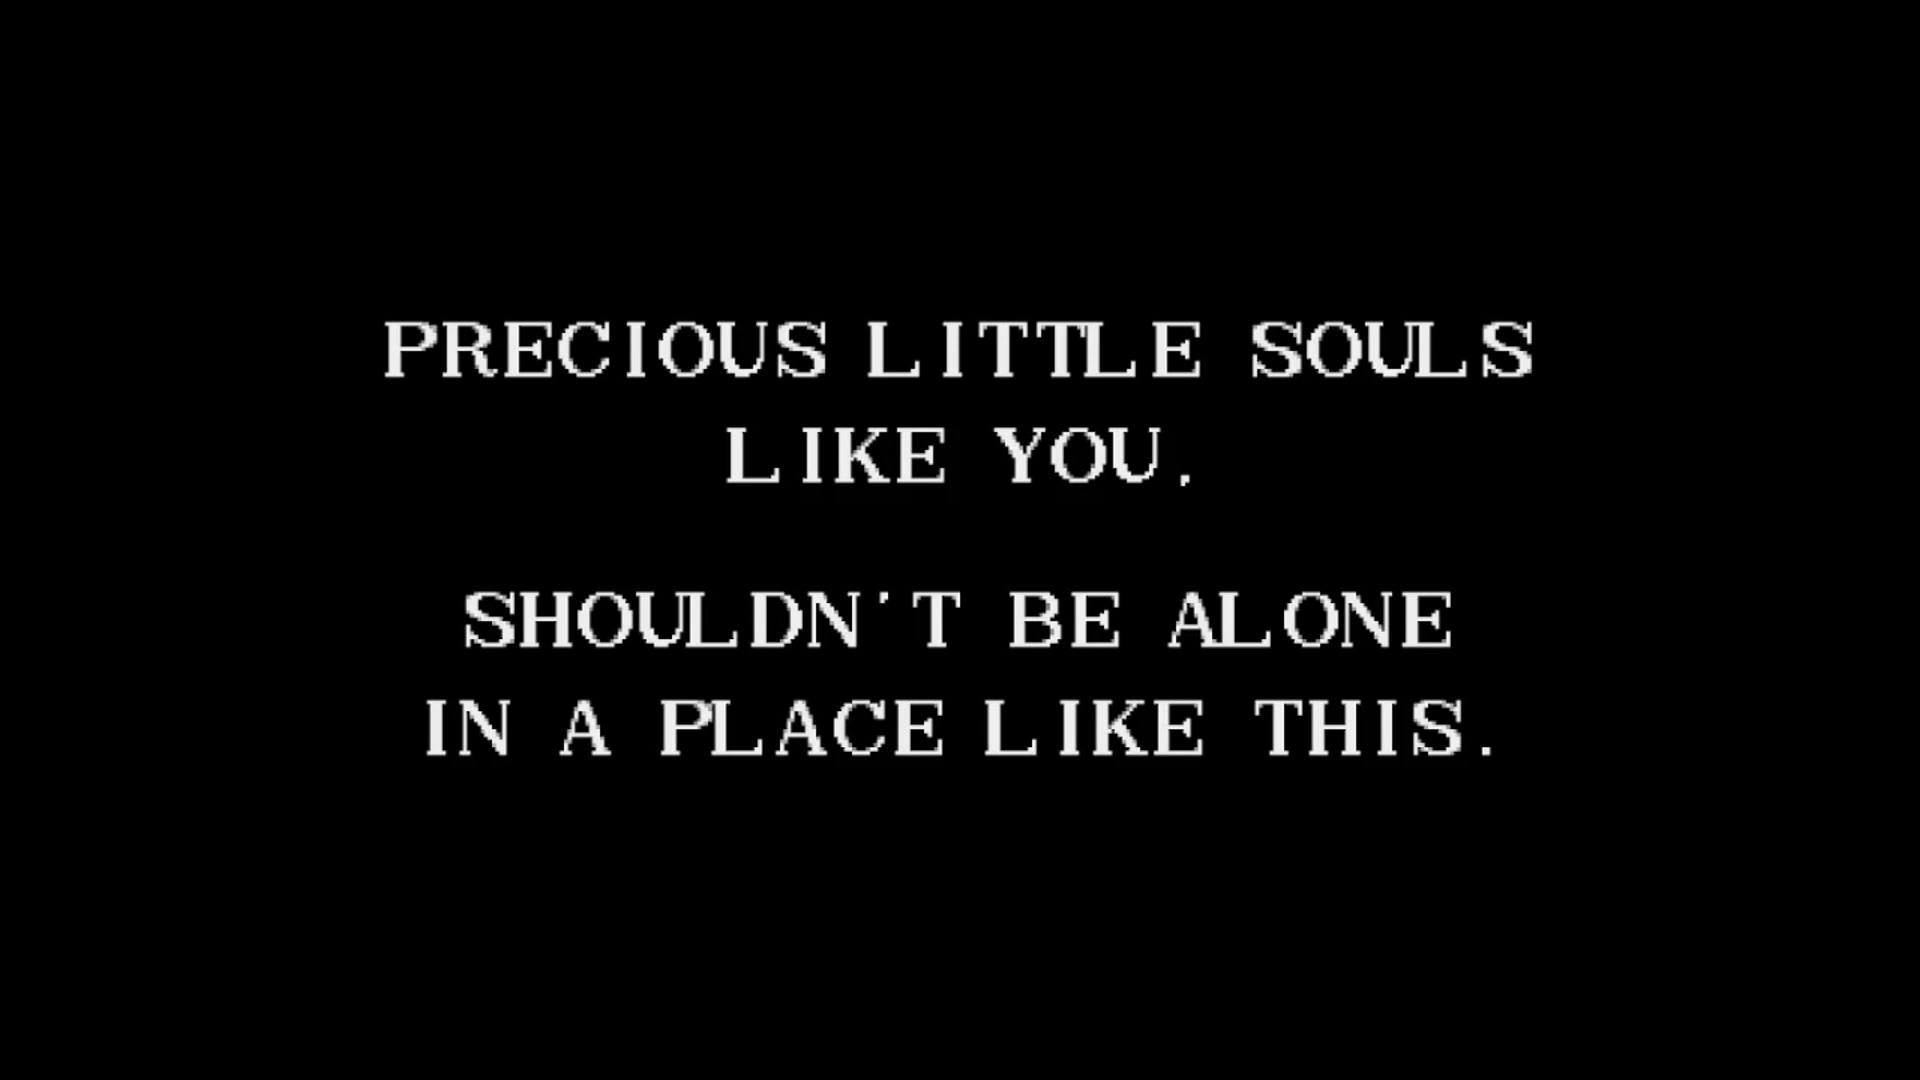 PRECIOUS LITTLE SOULS
LIKE YOU.
SHOULDN'T BE ALONE
IN A PLACE LIKE THIS.